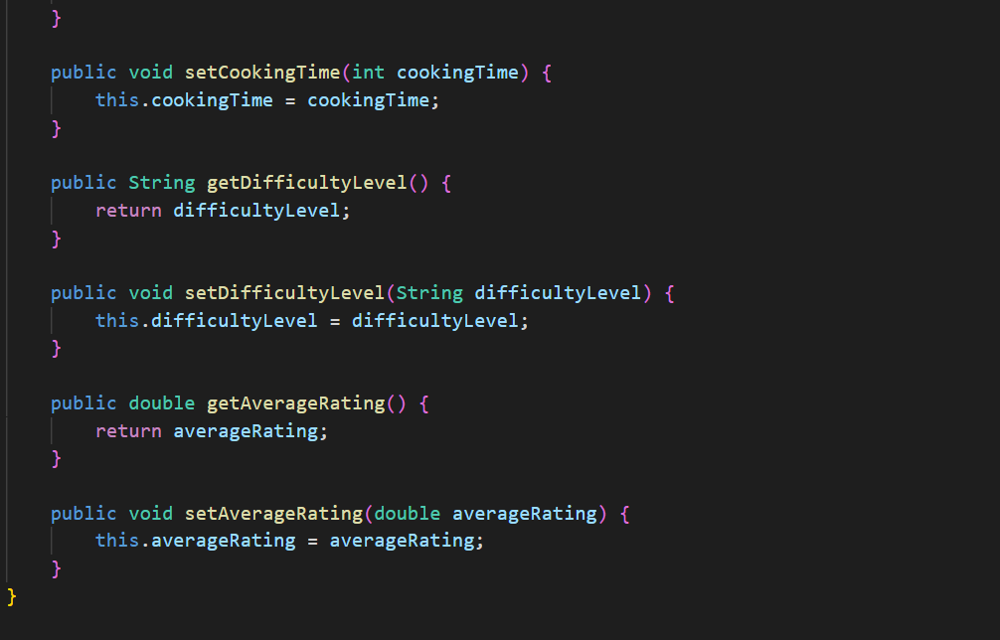 }

    public void setCookingTime(int cookingTime) {
        this.cookingTime = cookingTime;
    }

    public String getDifficultyLevel() {
        return difficultyLevel;
    }

    public void setDifficultyLevel(String difficultyLevel) {
        this.difficultyLevel = difficultyLevel;
    }

    public double getAverageRating() {
        return averageRating;
    }

    public void setAverageRating(double averageRating) {
        this.averageRating = averageRating;
    }
}